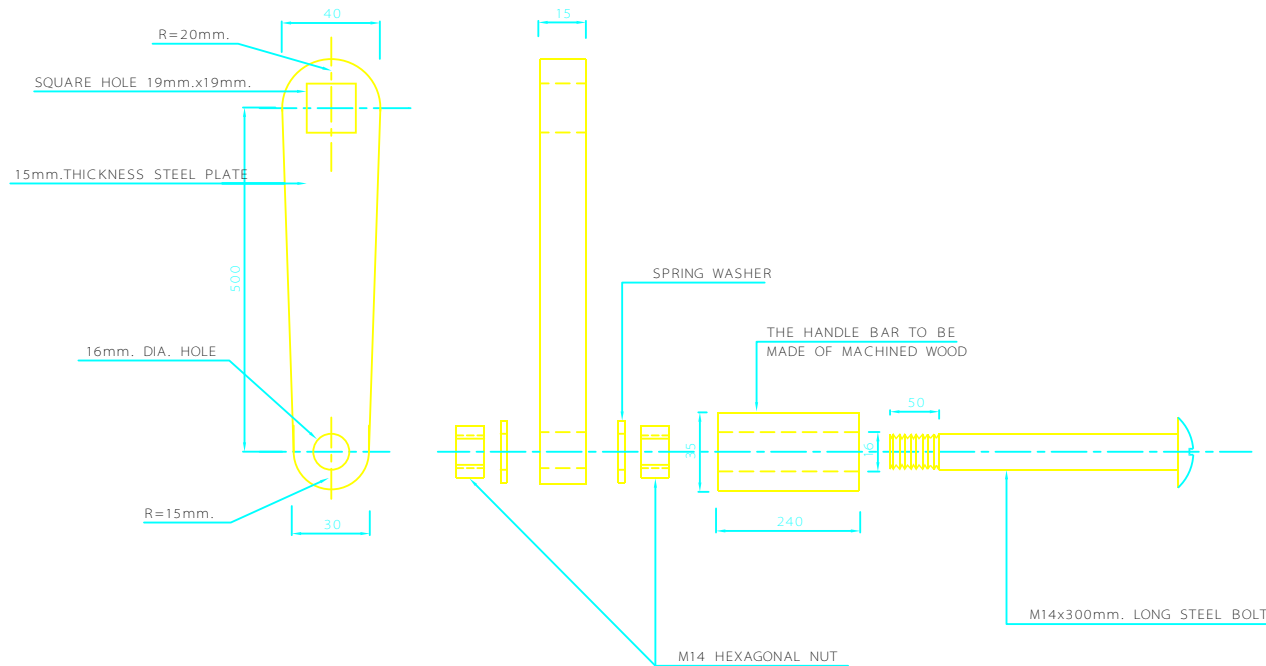 40
15
R=20mm.
SQUARE HOLE 19mm.x19mm.
15mm.THICKNESS STEEL PLATE
500
SPRING WASHER
THE HANDLE BAR TO BE
MADE OF MACHINED WOOD
16mm. DIA. HOLE
50
35
16
R=15mm.
30
240
M14x300mm. LONG STEEL BOLT
M14 HEXAGONAL NUT